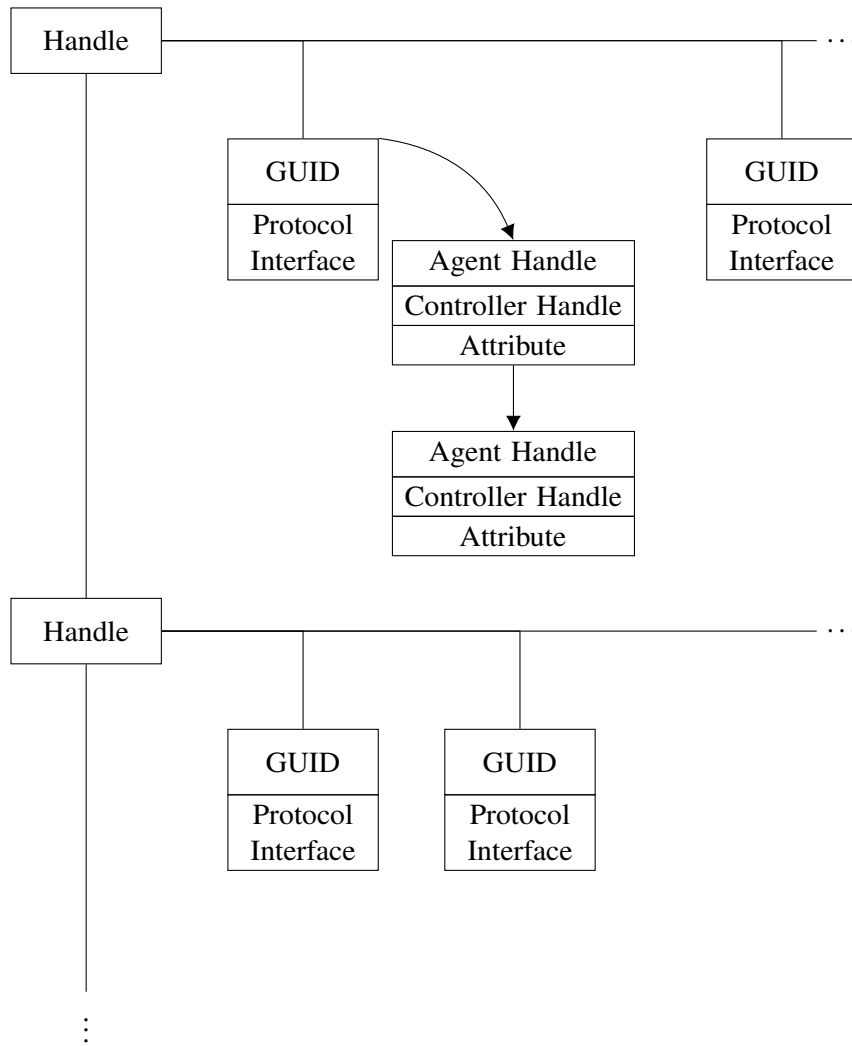 Handle
GUID
Protocol
Interface
GUID
Protocol
Interface
Agent Handle
Controller Handle
Attribute
Agent Handle
Controller Handle
Attribute
Handle
GUID
Protocol
Interface
GUID
Protocol
Interface